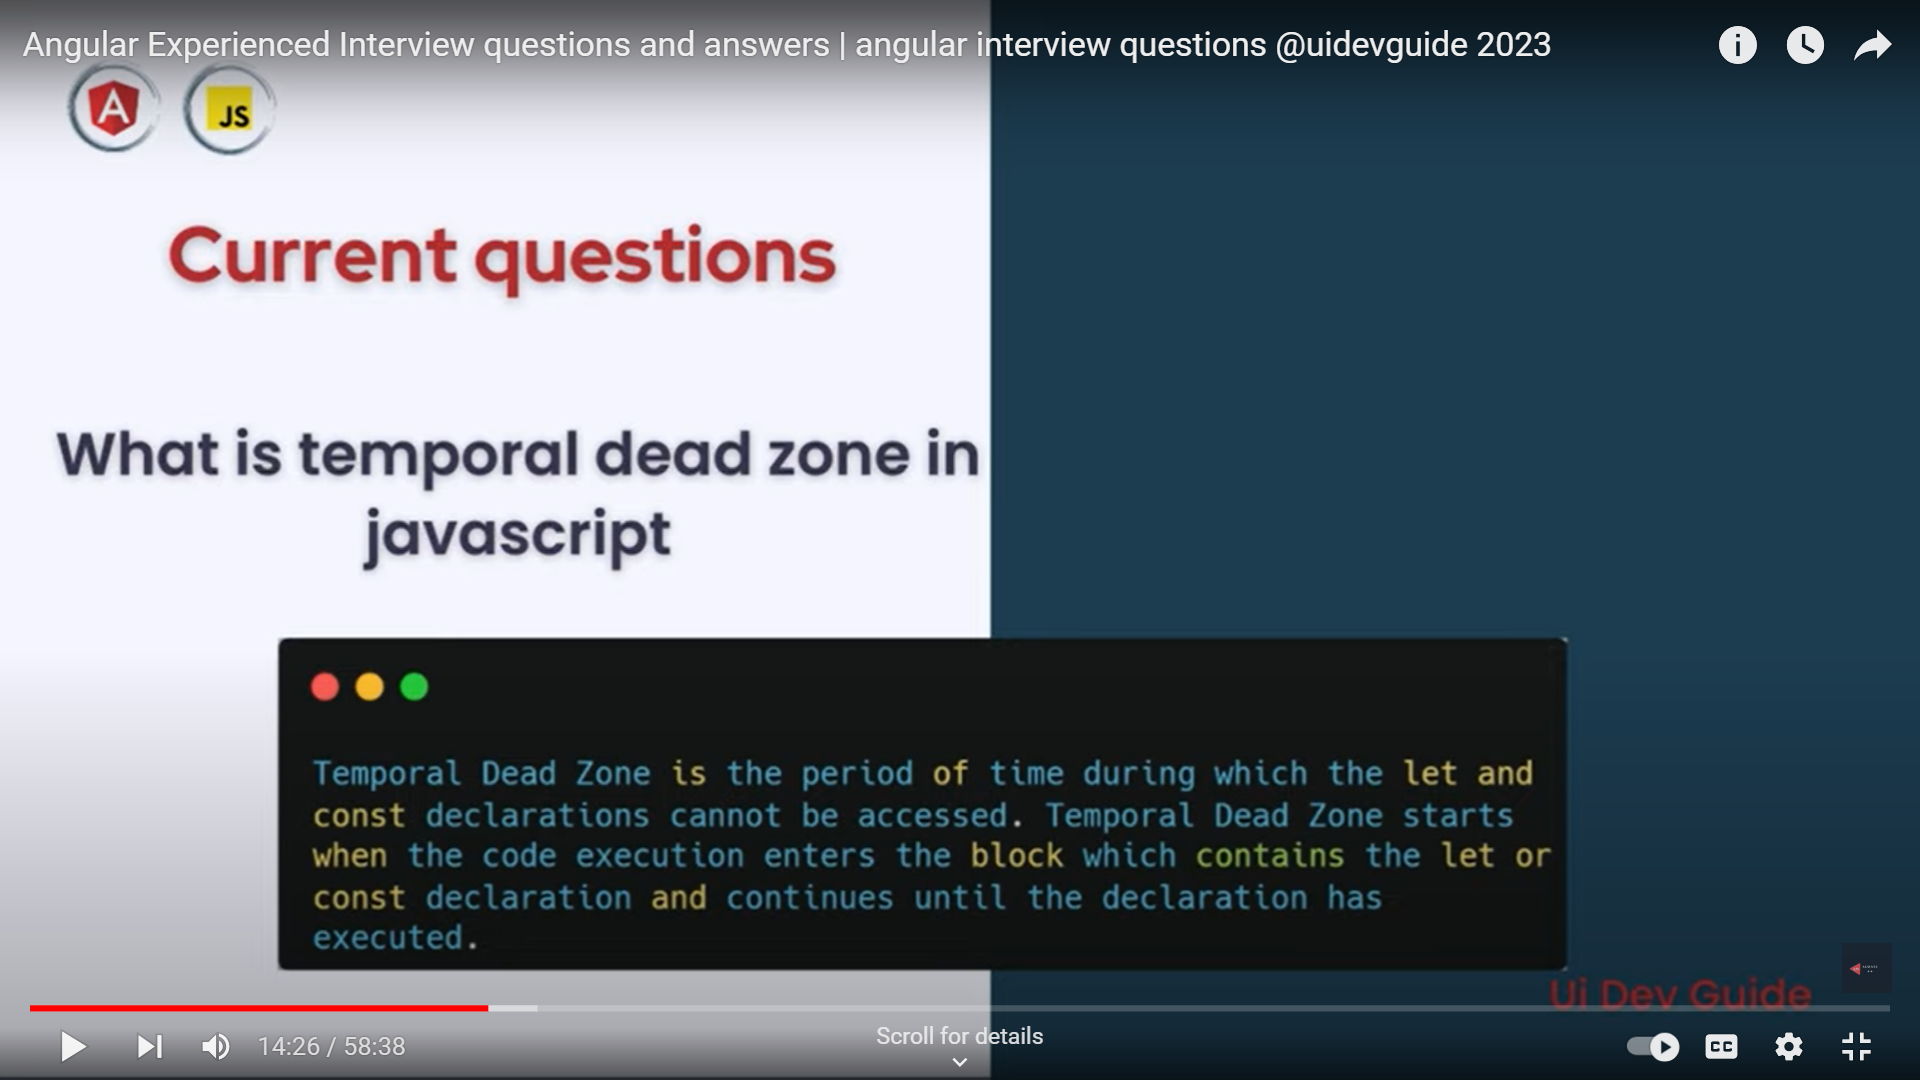 Angular Experienced Interview questions and answers | angular interview questions @uidevguide 2023
JS
Current questions
What is temporal dead zone in
javascript
Temporal Dead Zone is the period of time during which the let and
const declarations cannot be accessed. Temporal Dead Zone starts
when the code execution enters the block which contains the let or
const declaration and continues until the declaration has
executed.
Ui Dev Guide
14:26 / 58:38
Scroll for details
CC